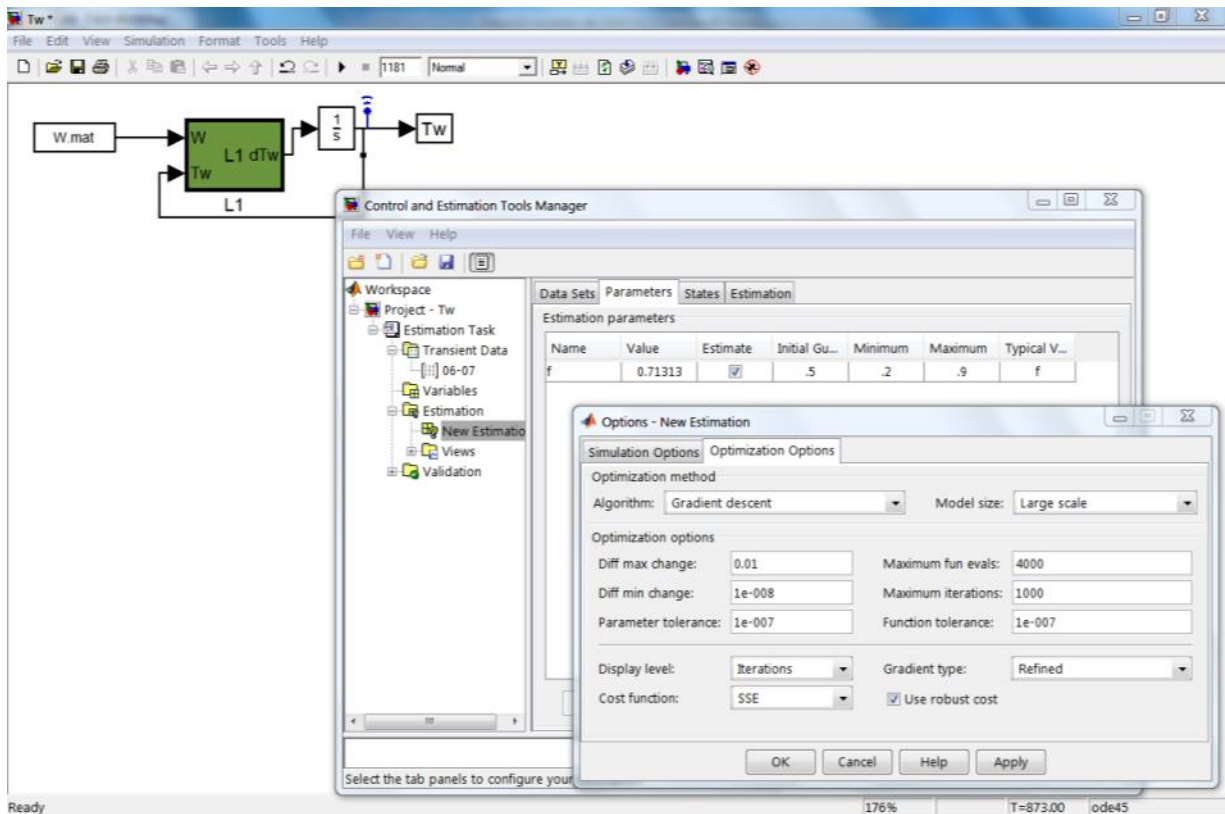 Tw *
File Edit View Simulation Format Tools Help
1181 Normal
W.mat
W
L1 dTw
Tw
L1
1
s
Tw
Control and Estimation Tools Manager
File View Help
Workspace
Project - Tw
Estimation Task
Transient Data
06-07
Variables
Estimation
New Estimatio
Views
Validation
Data Sets Parameters States Estimation
Estimation parameters
Name Value Estimate Initial Gu... Minimum Maximum Typical V...
f 0.71313 .5 .2 .9 f
Options - New Estimation
Simulation Options Optimization Options
Optimization method
Algorithm: Gradient descent Model size: Large scale
Optimization options
Diff max change: 0.01 Maximum fun evals: 4000
Diff min change: 1e-008 Maximum iterations: 1000
Parameter tolerance: 1e-007 Function tolerance: 1e-007
Display level: Iterations Gradient type: Refined
Cost function: SSE Use robust cost
OK Cancel Help Apply
Select the tab panels to configure your
Ready 176% T=873.00 ode45